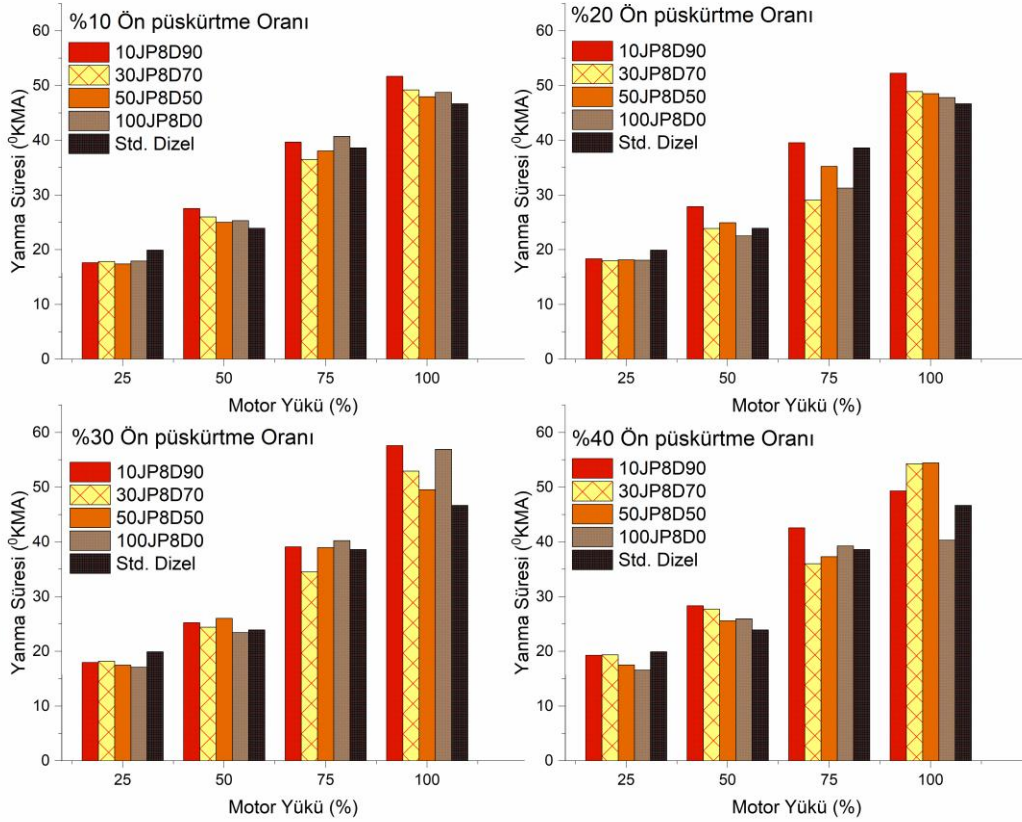 %10 Ön püskürtme Oranı
10JP8D90
30JP8D70
50JP8D50
100JP8D0
Std. Dizel
Yanma Süresi (⁰KMA)
60
50
40
30
20
10
0
25 50 75 100
Motor Yükü (%)
%20 Ön püskürtme Oranı
10JP8D90
30JP8D70
50JP8D50
100JP8D0
Std. Dizel
Yanma Süresi (⁰KMA)
60
50
40
30
20
10
0
25 50 75 100
Motor Yükü (%)
%30 Ön püskürtme Oranı
10JP8D90
30JP8D70
50JP8D50
100JP8D0
Std. Dizel
Yanma Süresi (⁰KMA)
60
50
40
30
20
10
0
25 50 75 100
Motor Yükü (%)
%40 Ön püskürtme Oranı
10JP8D90
30JP8D70
50JP8D50
100JP8D0
Std. Dizel
Yanma Süresi (⁰KMA)
60
50
40
30
20
10
0
25 50 75 100
Motor Yükü (%)